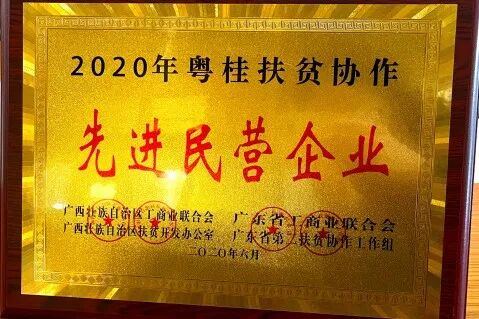 2020年粤桂扶贫协作
先进民营企业
广西壮族自治区工商业联合会 广东省工商业联合会
广西壮族自治区扶贫开发办公室 广东省第二扶贫协作工作组
二〇二〇年六月